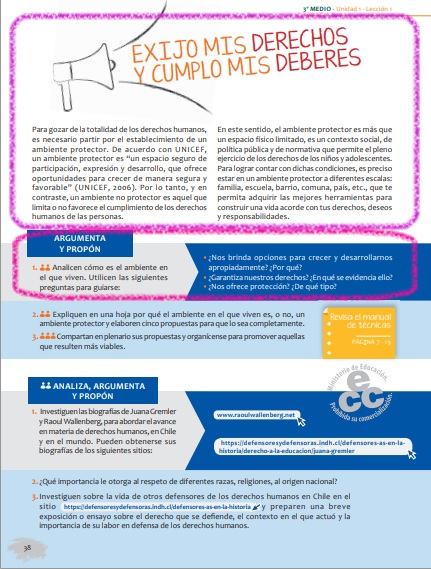 3° MEDIO - Unidad 1 - Lección 1
EXIJO MIS DERECHOS
Y CUMPLO MIS DEBERES
Para gozar de la totalidad de los derechos humanos,
es necesario partir por el establecimiento de un
ambiente protector. De acuerdo con UNICEF,
un ambiente protector es “un espacio seguro de
participación, expresión y desarrollo, que ofrece
oportunidades para crecer de manera segura y
favorable” (UNICEF, 2006). Por lo tanto, y en
contraste, un ambiente no protector es aquel que
limita o no favorece el cumplimiento de los derechos
humanos de las personas.
En este sentido, el ambiente protector es más que
un espacio físico limitado, es un contexto social, de
política pública y de normativa que permite el pleno
ejercicio de los derechos de los niños y adolescentes.
Para lograr contar con dichas condiciones, es preciso
estar en un ambiente protector a diferentes escalas:
familia, escuela, barrio, comuna, país, etc., que te
permita adquirir las mejores herramientas para
construir una vida acorde con tus derechos, deseos
y responsabilidades.
ARGUMENTA
Y PROPÓN
1. Analicen cómo es el ambiente en
el que viven. Utilicen las siguientes
preguntas para guiarse:
• ¿Nos brinda opciones para crecer y desarrollarnos
apropiadamente? ¿Por qué?
• ¿Garantiza nuestros derechos? ¿En qué se evidencia ello?
• ¿Nos ofrece protección? ¿De qué tipo?
2. Expliquen en una hoja por qué el ambiente en el que viven es, o no, un
ambiente protector y elaboren cinco propuestas para que lo sea completamente.
3. Compartan en plenario sus propuestas y organícense para promover aquellas
que resulten más viables.
Revisa el manual
de técnicas
PÁGINA 7 - 19
ANALIZA, ARGUMENTA
Y PROPÓN
Ministerio de Educación.
ecc
Prohibida su comercialización.
1. Investiguen las biografías de Juana Gremler
y Raoul Wallenberg, para abordar el avance
en materia de derechos humanos, en Chile
y en el mundo. Pueden obtenerse sus
biografías de los siguientes sitios:
www.raoulwallenberg.net
https://defensoresydefensoras.indh.cl/defensores-as-en-la-
historia/derecho-a-la-educacion/juana-gremler
2. ¿Qué importancia le otorga al respeto de diferentes razas, religiones, al origen nacional?
3. Investiguen sobre la vida de otros defensores de los derechos humanos en Chile en el
sitio https://defensoresydefensoras.indh.cl/defensores-as-en-la-historia y preparen una breve
exposición o ensayo sobre el derecho que se defiende, el contexto en el que actuó y la
importancia de su labor en defensa de los derechos humanos.
38